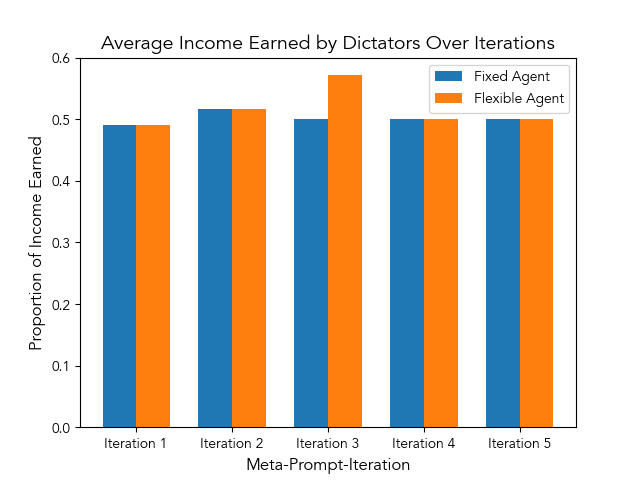 Average Income Earned by Dictators Over Iterations
Fixed Agent
Flexible Agent
Proportion of Income Earned
0.6
0.5
0.4
0.3
0.2
0.1
0.0
Iteration 1 Iteration 2 Iteration 3 Iteration 4 Iteration 5
Meta-Prompt-Iteration